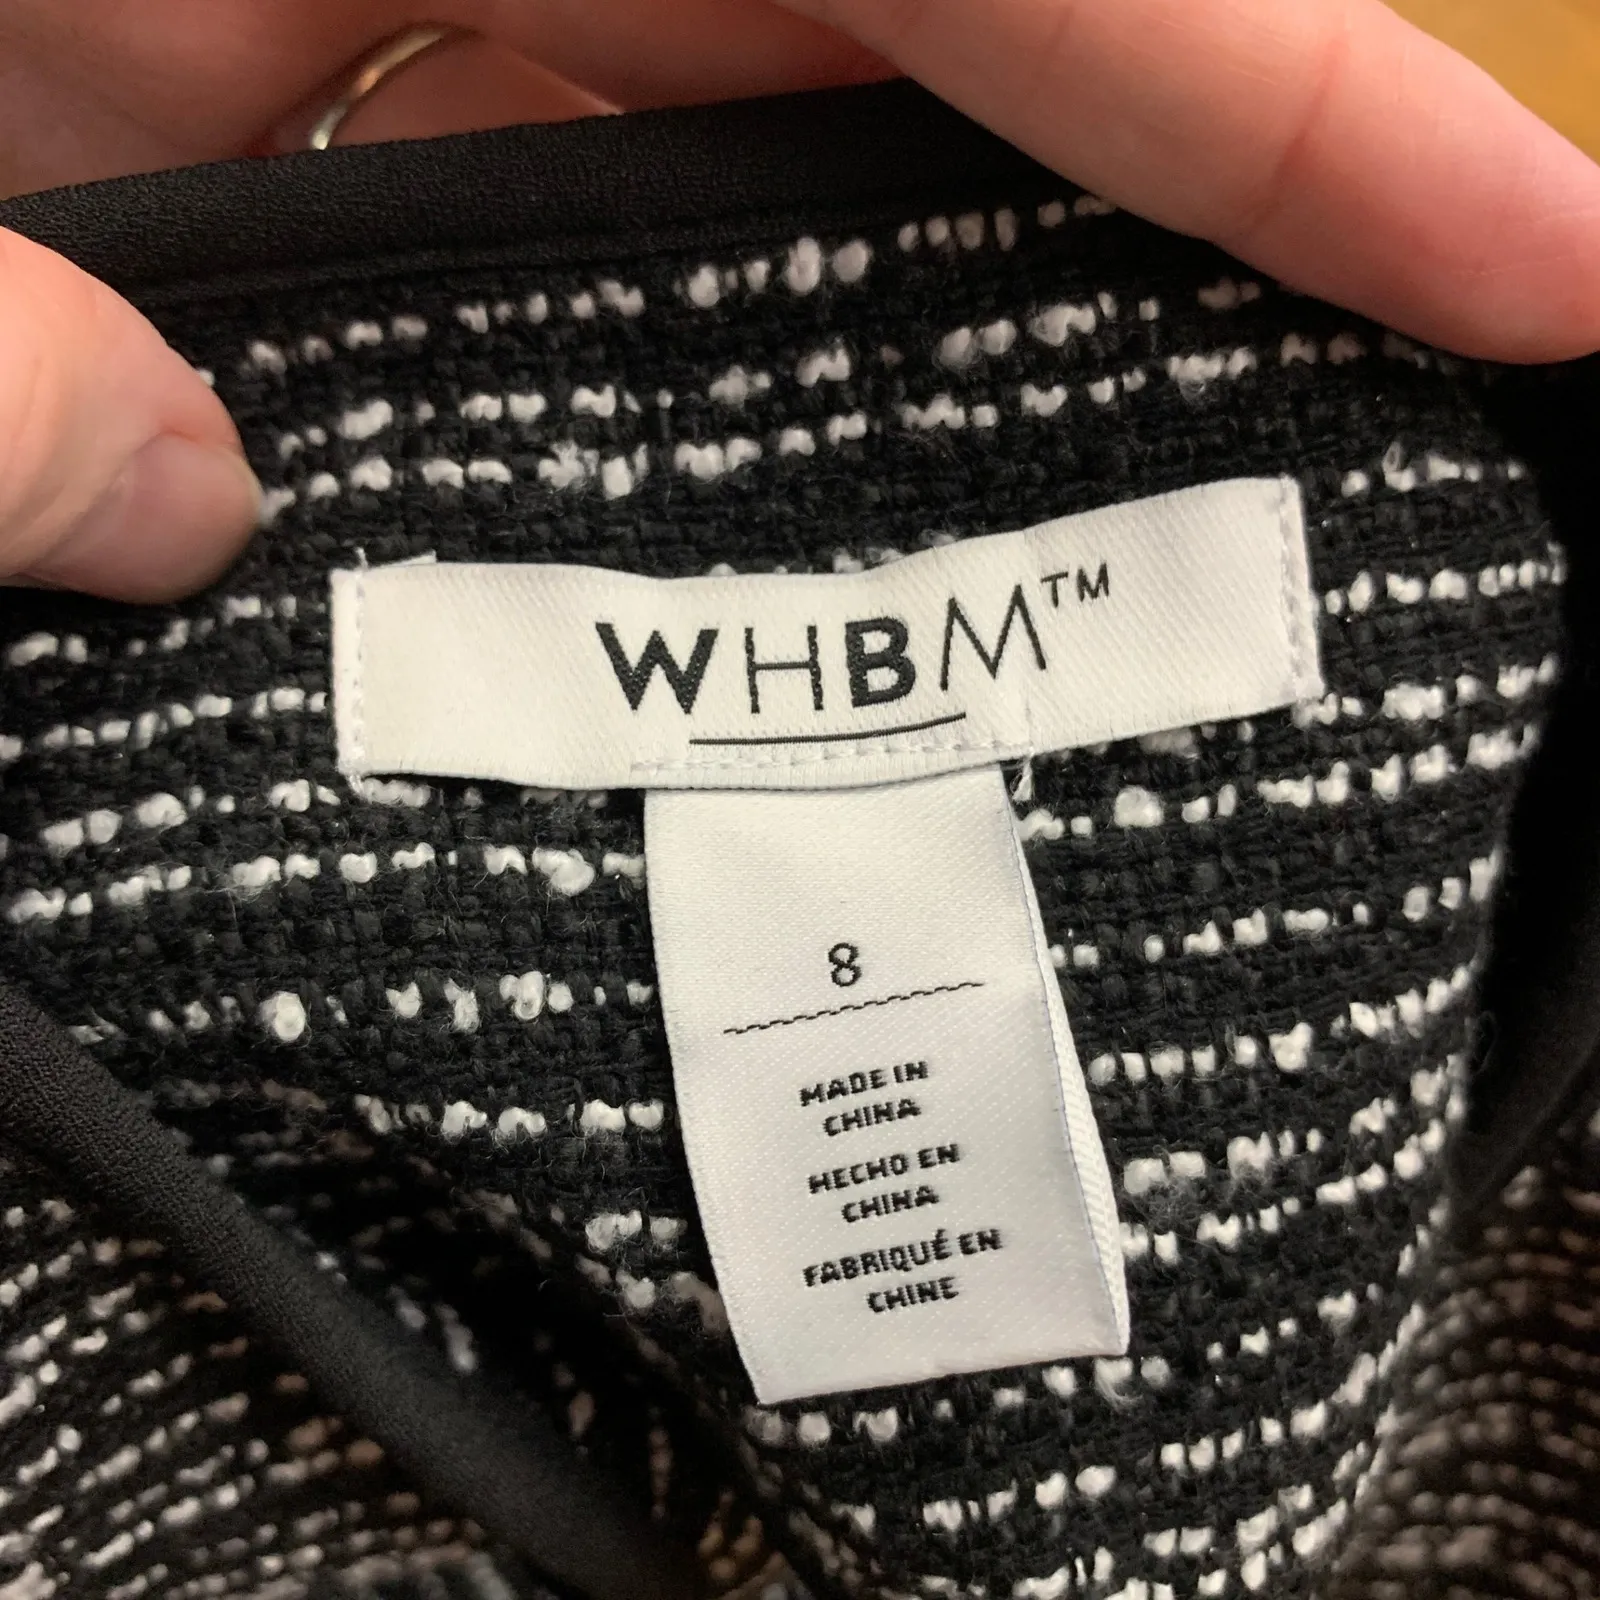 WHBM™
8
MADE IN
CHINA
HECHO EN
CHINA
FABRIQUÉ EN
CHINE